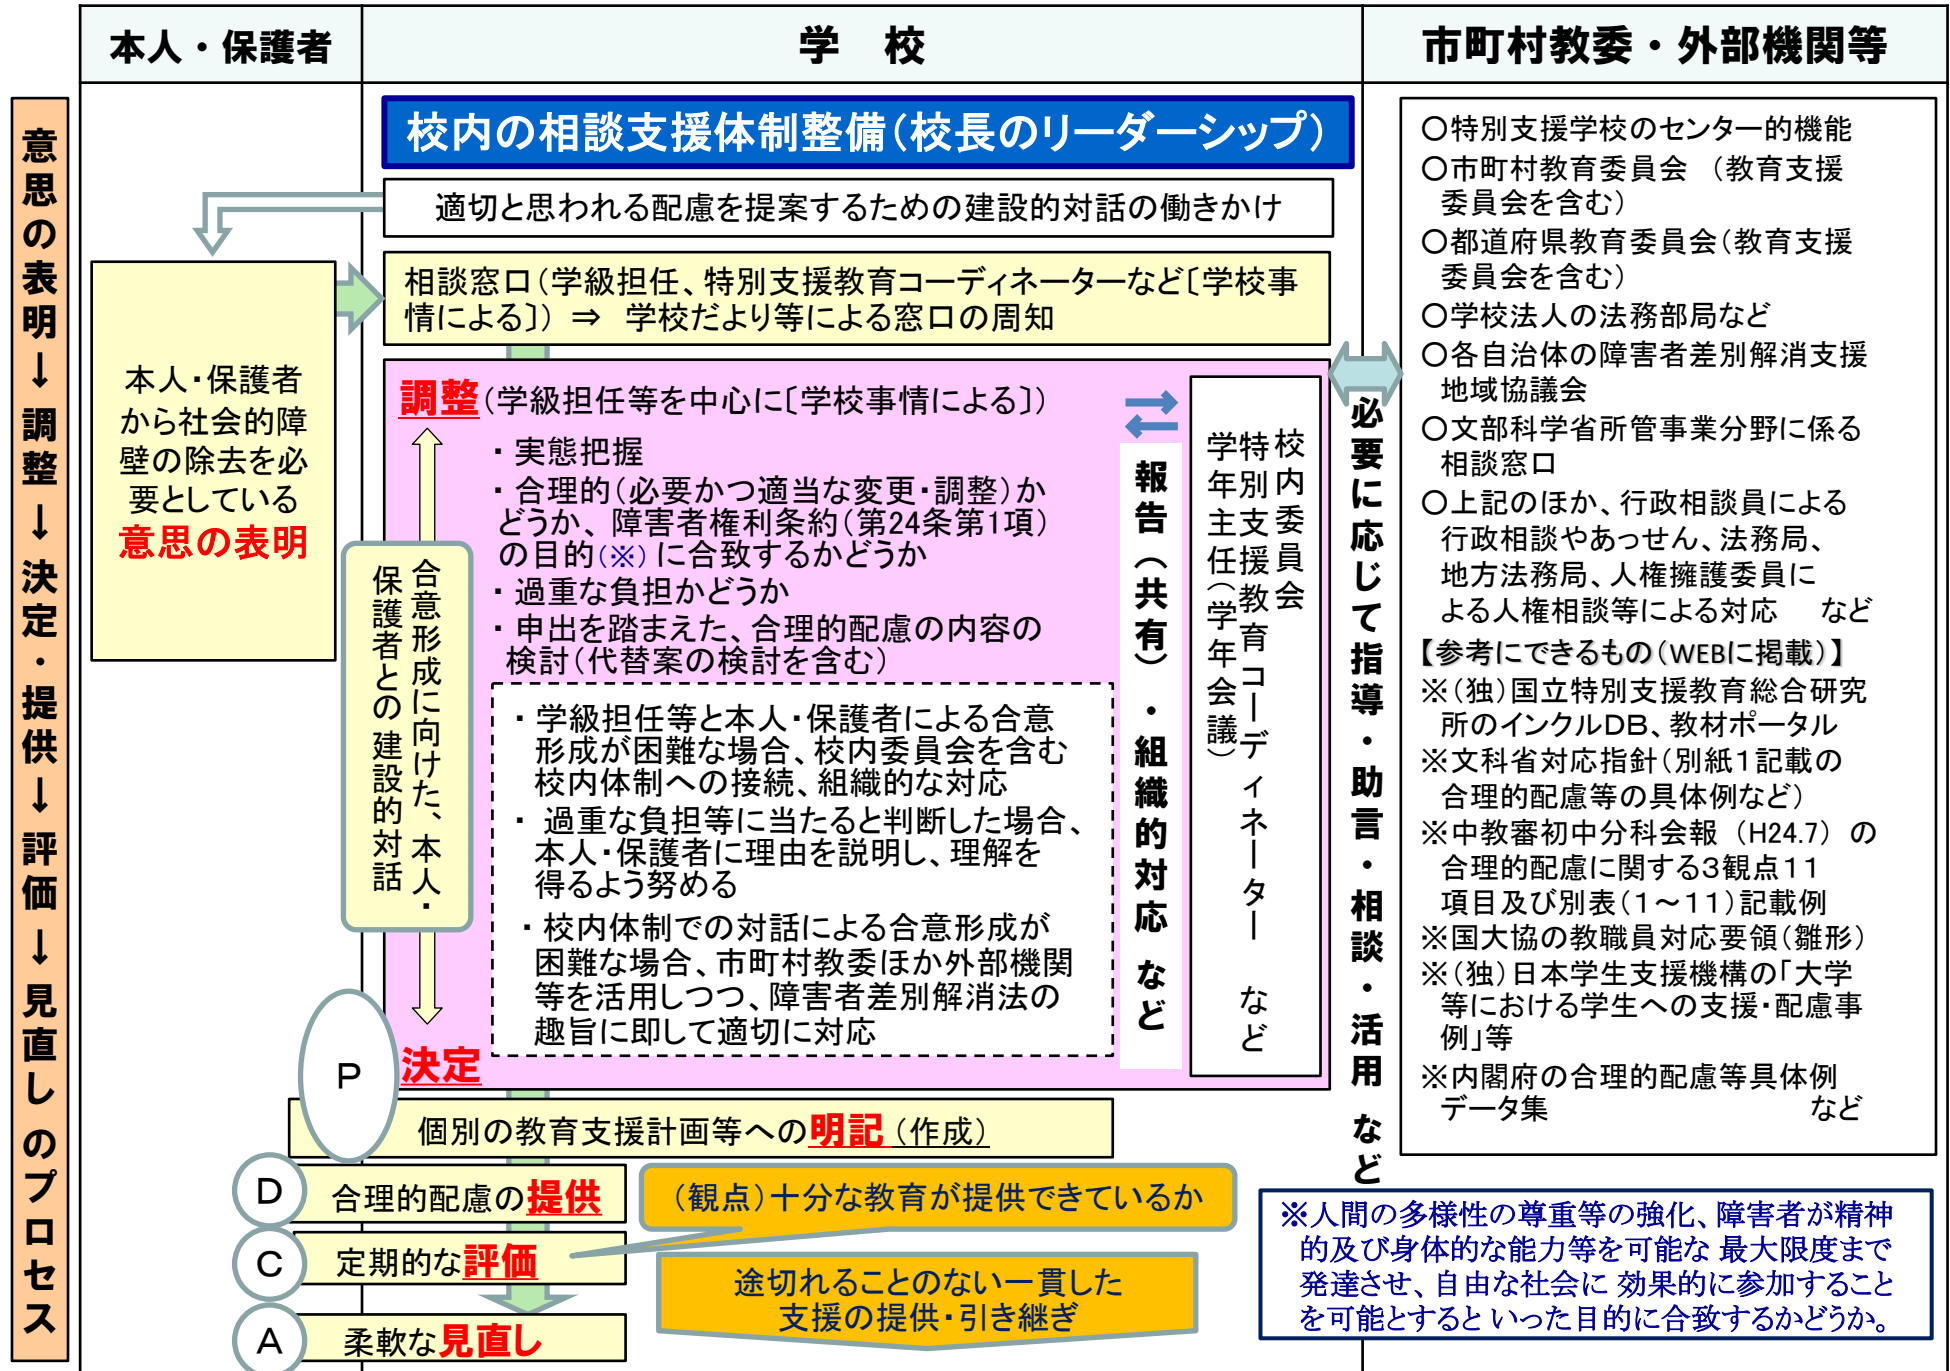 本人・保護者
学　校
市町村教委・外部機関等
意思の表明→調整→決定・提供→評価→見直しのプロセス
校内の相談支援体制整備（校長のリーダーシップ）
適切と思われる配慮を提案するための建設的対話の働きかけ
本人・保護者
から社会的障
壁の除去を必
要としている
意思の表明
相談窓口（学級担任、特別支援教育コーディネーターなど〔学校事
情による〕） ⇒ 学校だより等による窓口の周知
調整（学級担任等を中心に〔学校事情による〕）
・実態把握
・合理的（必要かつ適当な変更・調整）か
どうか、障害者権利条約（第24条第1項）
の目的（※）に合致するかどうか
・過重な負担かどうか
・申出を踏まえた、合理的配慮の内容の
検討（代替案の検討を含む）
・学級担任等と本人・保護者による合意
形成が困難な場合、校内委員会を含む
校内体制への接続、組織的な対応
・過重な負担等に当たると判断した場合、
本人・保護者に理由を説明し、理解を
得るよう努める
・校内体制での対話による合意形成が
困難な場合、市町村教委ほか外部機関
等を活用しつつ、障害者差別解消法の
趣旨に即して適切に対応
決定
合意形成に向けた、本人・
保護者との建設的対話
報告（共有）・組織的対応 など
校内委員会
特別支援教育コーディネーター　など
学年主任（学年会議）
必要に応じて指導・助言・相談・活用 など
P
個別の教育支援計画等への明記（作成）
D
合理的配慮の提供
C
定期的な評価
A
柔軟な見直し
（観点）十分な教育が提供できているか
途切れることのない一貫した
支援の提供・引き継ぎ
○特別支援学校のセンター的機能
○市町村教育委員会 （教育支援
委員会を含む）
○都道府県教育委員会（教育支援
委員会を含む）
○学校法人の法務部局など
○各自治体の障害者差別解消支援
地域協議会
○文部科学省所管事業分野に係る
相談窓口
○上記のほか、行政相談員による
行政相談やあっせん、法務局、
地方法務局、人権擁護委員に
よる人権相談等による対応　など
【参考にできるもの（WEBに掲載）】
※（独）国立特別支援教育総合研究
所のインクルDB、教材ポータル
※文科省対応指針（別紙1記載の
合理的配慮等の具体例など）
※中教審初中分科会報（H24.7）の
合理的配慮に関する3観点11
項目及び別表（1～11）記載例
※国大協の教職員対応要領（雛形）
※（独）日本学生支援機構の「大学
等における学生への支援・配慮事
例」等
※内閣府の合理的配慮等具体例
データ集　など
※人間の多様性の尊重等の強化、障害者が精神
的及び身体的な能力等を可能な 最大限度まで
発達させ、自由な社会に 効果的に参加すること
を可能とするといった目的に合致するかどうか。